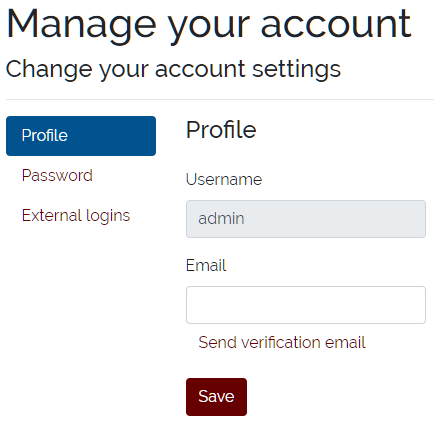 Manage your account
Change your account settings
Profile
Password
External logins
Profile
Username
admin
Email
Send verification email
Save